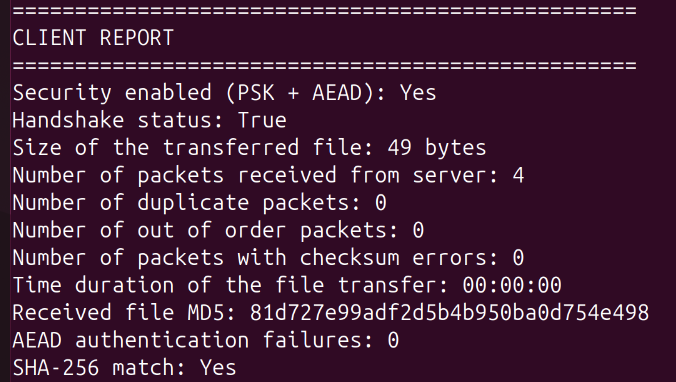 ==================================================
CLIENT REPORT
==================================================
Security enabled (PSK + AEAD): Yes
Handshake status: True
Size of the transferred file: 49 bytes
Number of packets received from server: 4
Number of duplicate packets: 0
Number of out of order packets: 0
Number of packets with checksum errors: 0
Time duration of the file transfer: 00:00:00
Received file MD5: 81d727e99adf2d5b4b950ba0d754e498
AEAD authentication failures: 0
SHA-256 match: Yes